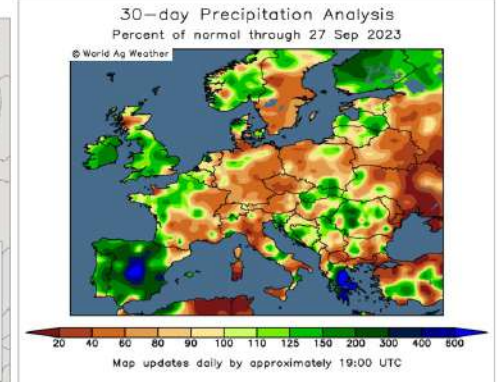 30-day Precipitation Analysis
Percent of normal through 27 Sep 2023
© World Ag Weather
20 40 60 80 90 100 110 125 150 200 300 400 600
Map updates daily by approximately 19:00 UTC